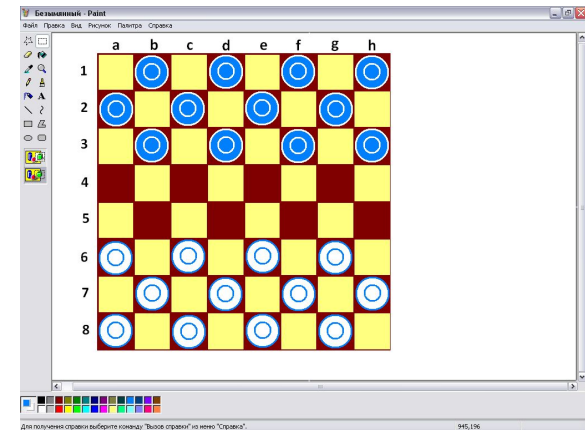 Безымянный - Paint
Файл Правка Вид Рисунок Палитра Справка
a b c d e f g h
1
2
3
4
5
6
7
8
A
Для получения справки выберите команду "Вызов справки" из меню "Справка".
945,196